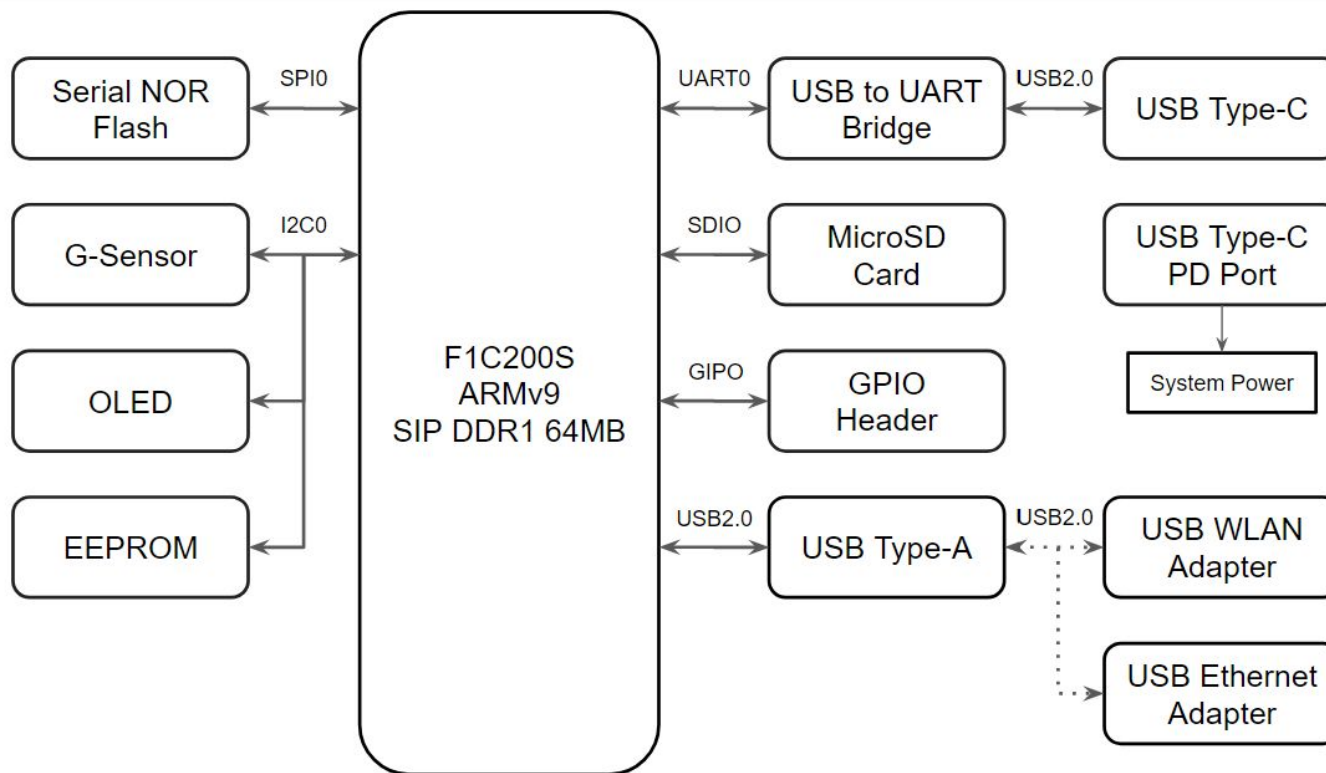 Serial NOR
Flash
SPI0
G-Sensor
I2C0
OLED
EEPROM
F1C200S
ARMv9
SIP DDR1 64MB
UART0
USB to UART
Bridge
USB2.0
USB Type-C
SDIO
MicroSD
Card
USB Type-C
PD Port
System Power
GIPO
GPIO
Header
USB2.0
USB Type-A
USB2.0
USB WLAN
Adapter
USB Ethernet
Adapter